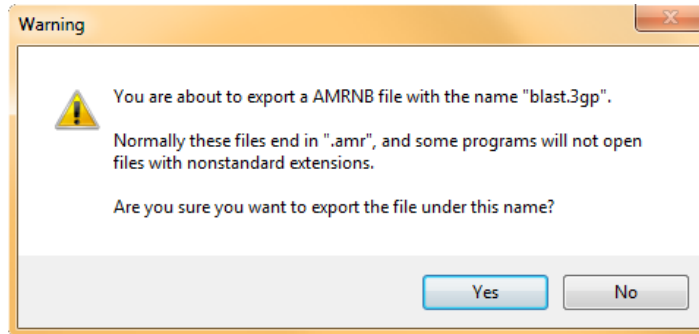 Warning
You are about to export a AMRNB file with the name "blast.3gp".
Normally these files end in ".amr", and some programs will not open
files with nonstandard extensions.
Are you sure you want to export the file under this name?
Yes
No